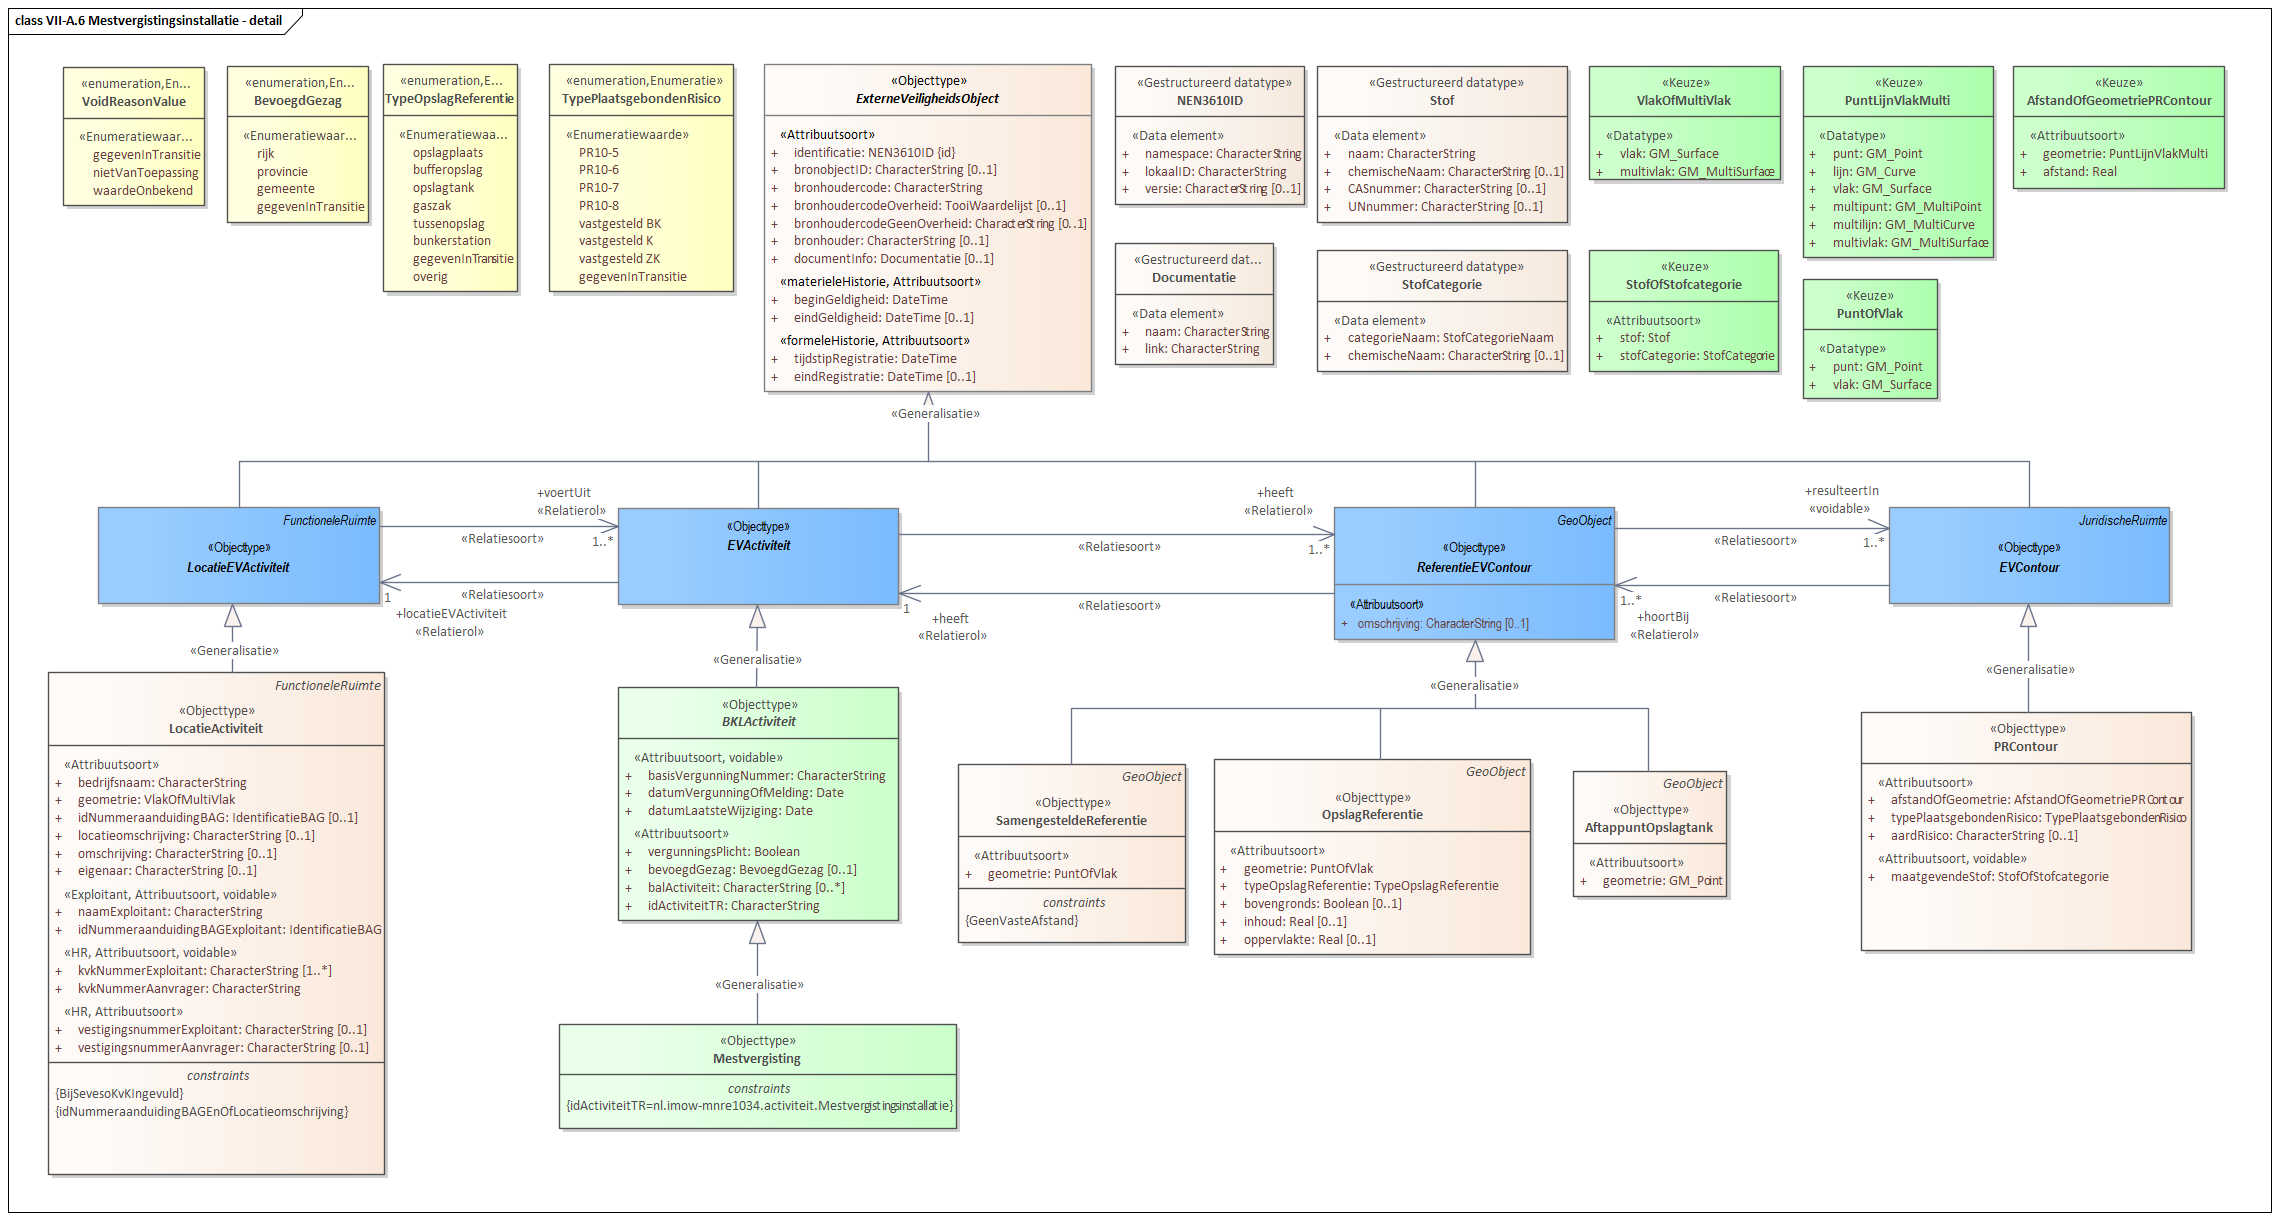 class VII-A.6 Mestvergistingsinstallatie - detail
«enumeration,En...
VoidReasonValue
«Enumeratiewaar...
gegevenInTransitie
nietVanToepassing
waardeOnbekend
«enumeration,En...
BevoegdGezag
«Enumeratiewaar...
rijk
provincie
gemeente
gegevenInTransitie
«enumeration,E...
TypeOpslagReferentie
«Enumeratiewaa...
opslagplaats
bufferopslag
opslagtank
gaszak
tussenopslag
bunkerstation
gegevenInTransitie
overig
«enumeration,Enumeratie»
TypePlaatsgebondenRisico
«Enumeratiewaarde»
PR10-5
PR10-6
PR10-7
PR10-8
vastgesteld BK
vastgesteld K
vastgesteld ZK
gegevenInTransitie
«Objecttype»
ExterneVeiligheidsObject
«Attribuutsoort»
+ identificatie: NEN3610ID {id}
+ bronobjectID: CharacterString [0..1]
+ bronhoudercode: CharacterString
+ bronhoudercodeOverheid: TooiWaardelijst [0..1]
+ bronhoudercodeGeenOverheid: CharacterString [0..1]
+ bronhouder: CharacterString [0..1]
+ documentInfo: Documentatie [0..1]
«materieleHistorie, Attribuutsoort»
+ beginGeldigheid: DateTime
+ eindGeldigheid: DateTime [0..1]
«formeleHistorie, Attribuutsoort»
+ tijdstipRegistratie: DateTime
+ eindRegistratie: DateTime [0..1]
«Gestructureerd datatype»
NEN3610ID
«Data element»
+ namespace: CharacterString
+ lokaalID: CharacterString
+ versie: CharacterString [0..1]
«Gestructureerd dat...
Documentatie
«Data element»
+ naam: CharacterString
+ link: CharacterString
«Gestructureerd datatype»
Stof
«Data element»
+ naam: CharacterString
+ chemischeNaam: CharacterString [0..1]
+ CASnummer: CharacterString [0..1]
+ UNnummer: CharacterString [0..1]
«Gestructureerd datatype»
StofCategorie
«Data element»
+ categorieNaam: StofCategorieNaam
+ chemischeNaam: CharacterString [0..1]
«Keuze»
VlakOfMultiVlak
«Datatype»
+ vlak: GM_Surface
+ multivlak: GM_MultiSurface
«Keuze»
StofOfStofcategorie
«Attribuutsoort»
+ stof: Stof
+ stofCategorie: StofCategorie
«Keuze»
PuntLijnVlakMulti
«Datatype»
+ punt: GM_Point
+ lijn: GM_Curve
+ vlak: GM_Surface
+ multipunt: GM_MultiPoint
+ multilijn: GM_MultiCurve
+ multivlak: GM_MultiSurface
«Keuze»
PuntOfVlak
«Datatype»
+ punt: GM_Point
+ vlak: GM_Surface
«Keuze»
AfstandOfGeometriePRContour
«Attribuutsoort»
+ geometrie: PuntLijnVlakMulti
+ afstand: Real
«Generalisatie»
FunctioneleRuimte
«Objecttype»
LocatieEVActiviteit
+voertUit
«Relatierol»
1..*
«Relatiesoort»
1
«Relatiesoort»
+locatieEVActiviteit
«Relatierol»
«Objecttype»
EVActiviteit
+heeft
«Relatierol»
1..*
«Relatiesoort»
1
«Relatiesoort»
+heeft
«Relatierol»
GeoObject
«Objecttype»
ReferentieEVContour
«Attribuutsoort»
+ omschrijving: CharacterString [0..1]
+resulteertIn
«voidable»
1..*
«Relatiesoort»
1..*
«Relatiesoort»
+hoortBij
«Relatierol»
JuridischeRuimte
«Objecttype»
EVContour
«Generalisatie»
«Generalisatie»
«Generalisatie»
«Generalisatie»
FunctioneleRuimte
«Objecttype»
LocatieActiviteit
«Attribuutsoort»
+ bedrijfsnaam: CharacterString
+ geometrie: VlakOfMultiVlak
+ idNummeraanduidingBAG: IdentificatieBAG [0..1]
+ locatieomschrijving: CharacterString [0..1]
+ omschrijving: CharacterString [0..1]
+ eigenaar: CharacterString [0..1]
«Exploitant, Attribuutsoort, voidable»
+ naamExploitant: CharacterString
+ idNummeraanduidingBAGExploitant: IdentificatieBAG
«HR, Attribuutsoort, voidable»
+ kvkNummerExploitant: CharacterString [1..*]
+ kvkNummerAanvrager: CharacterString
«HR, Attribuutsoort»
+ vestigingsnummerExploitant: CharacterString [0..1]
+ vestigingsnummerAanvrager: CharacterString [0..1]
constraints
{BijSevesoKvKIngevuld}
{idNummeraanduidingBAGEnOfLocatieomschrijving}
«Objecttype»
BKLActiviteit
«Attribuutsoort, voidable»
+ basisVergunningNummer: CharacterString
+ datumVergunningOfMelding: Date
+ datumLaatsteWijziging: Date
«Attribuutsoort»
+ vergunningsPlicht: Boolean
+ bevoegdGezag: BevoegdGezag [0..1]
+ balActiviteit: CharacterString [0..*]
+ idActiviteitTR: CharacterString
«Generalisatie»
«Objecttype»
Mestvergisting
constraints
{idActiviteitTR=nl.imow-mnre1034.activiteit.Mestvergistingsinstallatie}
GeoObject
«Objecttype»
SamengesteldeReferentie
«Attribuutsoort»
+ geometrie: PuntOfVlak
constraints
{GeenVasteAfstand}
GeoObject
«Objecttype»
OpslagReferentie
«Attribuutsoort»
+ geometrie: PuntOfVlak
+ typeOpslagReferentie: TypeOpslagReferentie
+ bovengronds: Boolean [0..1]
+ inhoud: Real [0..1]
+ oppervlakte: Real [0..1]
GeoObject
«Objecttype»
AftappuntOpslagtank
«Attribuutsoort»
+ geometrie: GM_Point
«Objecttype»
PRContour
«Attribuutsoort»
+ afstandOfGeometrie: AfstandOfGeometriePRContour
+ typePlaatsgebondenRisico: TypePlaatsgebondenRisico
+ aardRisico: CharacterString [0..1]
«Attribuutsoort, voidable»
+ maatgevendeStof: StofOfStofcategorie